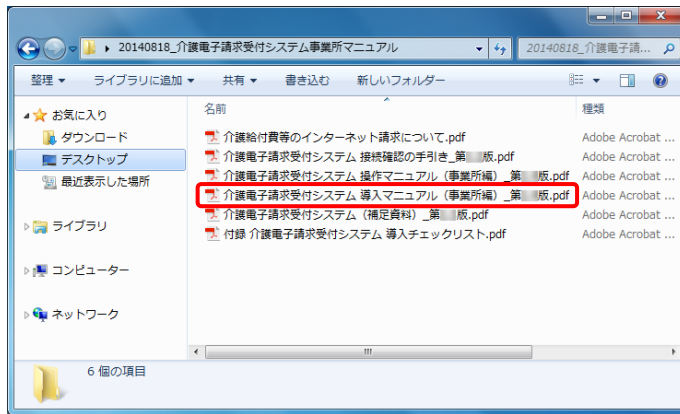 20140818_介護電子請求受付システム事業所マニュアル
20140818_介護電子請...
整理 ライブラリに追加 共有 書き込む 新しいフォルダー
お気に入り
ダウンロード
デスクトップ
最近表示した場所
ライブラリ
コンピューター
ネットワーク
名前 種類
介護給付費等のインターネット請求について.pdf Adobe Acrobat ...
介護電子請求受付システム 接続確認の手引き_第 版.pdf Adobe Acrobat ...
介護電子請求受付システム 操作マニュアル（事業所編）_第 版.pdf Adobe Acrobat ...
介護電子請求受付システム 導入マニュアル（事業所編）_第 版.pdf Adobe Acrobat ...
介護電子請求受付システム（補足資料）_第 版.pdf Adobe Acrobat ...
付録 介護電子請求受付システム 導入チェックリスト.pdf Adobe Acrobat ...
6 個の項目